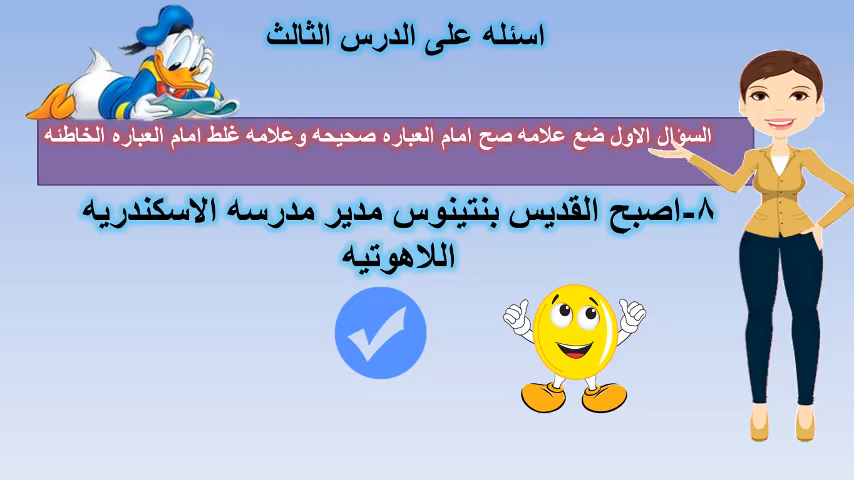 اسئله على الدرس الثالث
السؤال الاول ضع علامه صح امام العباره صحيحه وعلامه غلط امام العباره الخاطئه
٨-اصبح القديس بنتينوس مدير مدرسه الاسكندريه
اللاهوتيه